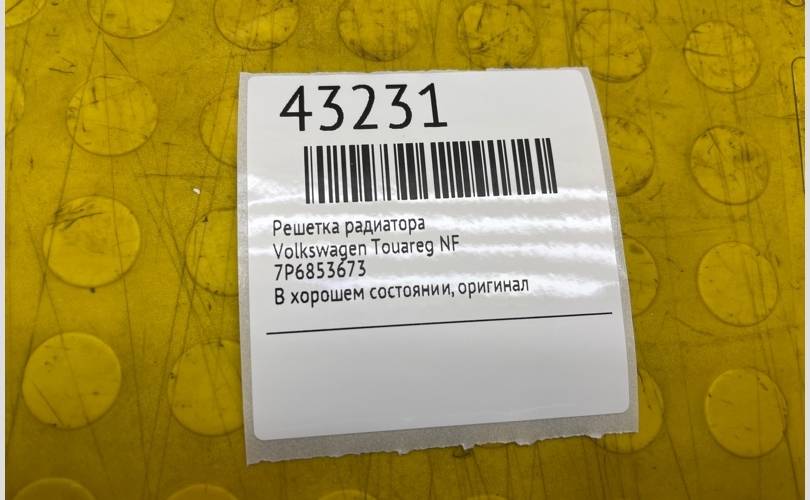 43231
Решетка радиатора
Volkswagen Touareg NF
7P6853673
В хорошем состоянии, оригинал